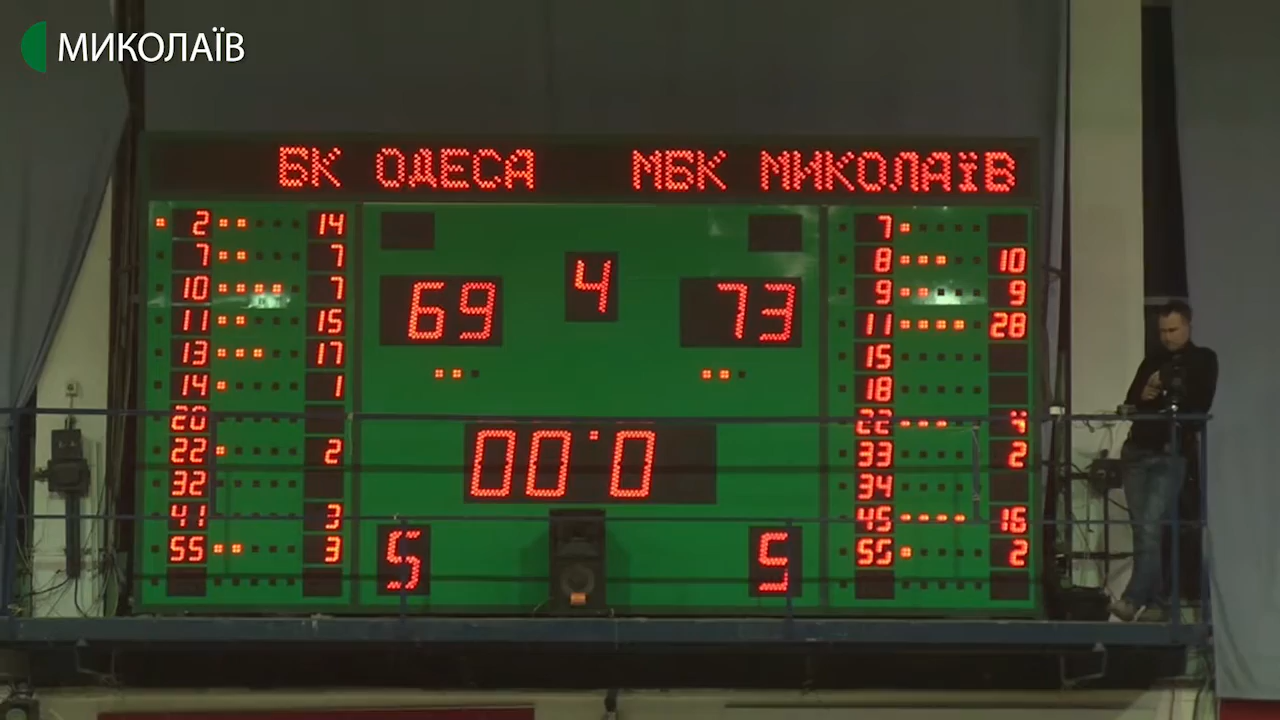 МИКОЛАЇВ
БК ОДЕСА МБК МИКОЛАЇВ
2 14 7
7 7 4 8 10
10 7 69 73 9 9
11 15 11 28
13 17 15
14 1 18
20 22 4
22 2 00.0 33 2
32 34
41 3 45 16
55 3 5 5 50 2